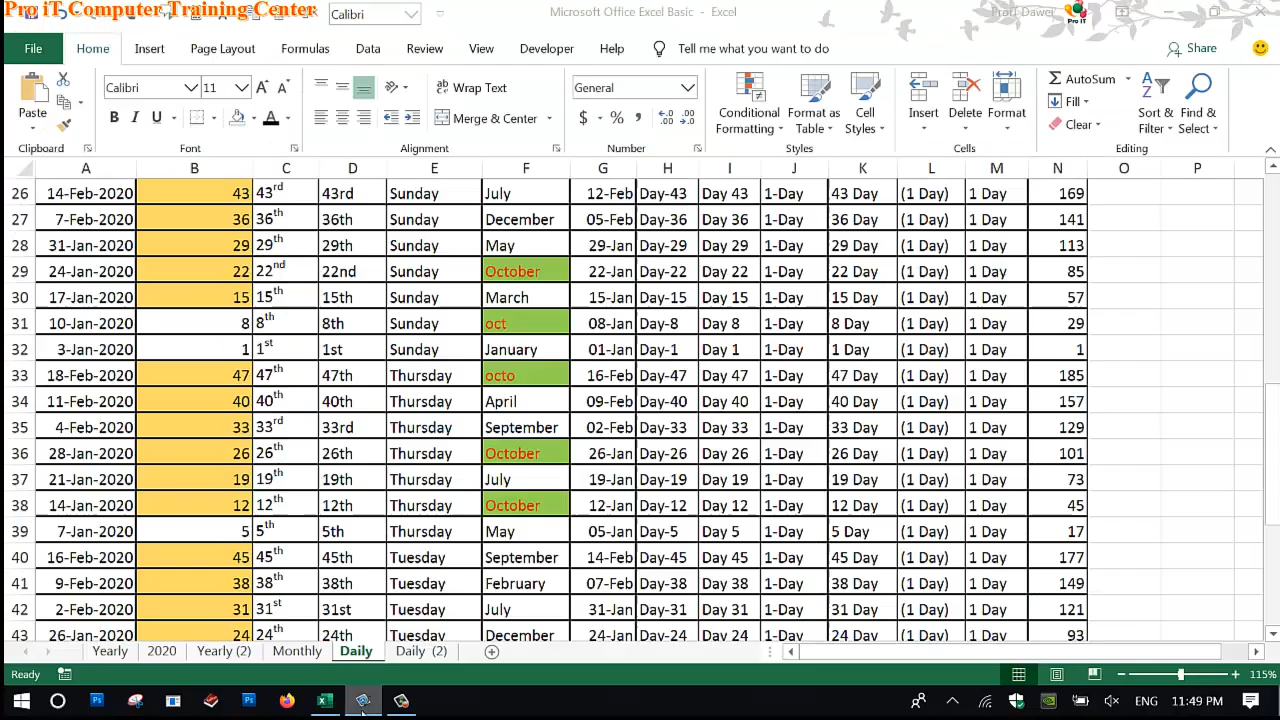 Pro iT Computer Training Center
Calibri
Microsoft Office Excel Basic - Excel
Pro iT
File Home Insert Page Layout Formulas Data Review View Developer Help Tell me what you want to do Share
Calibri 11 Wrap Text General AutoSum
Paste B I U Merge & Center $ % , Conditional Formatting Format as Table Cell Styles Insert Delete Format Fill Clear Sort & Filter Find & Select
Clipboard Font Alignment Number Styles Cells Editing
A B C D E F G H I J K L M N O P
26 14-Feb-2020 43 43rd 43rd Sunday July 12-Feb Day-43 Day 43 1-Day 43 Day (1 Day) 1 Day 169
27 7-Feb-2020 36 36th 36th Sunday December 05-Feb Day-36 Day 36 1-Day 36 Day (1 Day) 1 Day 141
28 31-Jan-2020 29 29th 29th Sunday May 29-Jan Day-29 Day 29 1-Day 29 Day (1 Day) 1 Day 113
29 24-Jan-2020 22 22nd 22nd Sunday October 22-Jan Day-22 Day 22 1-Day 22 Day (1 Day) 1 Day 85
30 17-Jan-2020 15 15th 15th Sunday March 15-Jan Day-15 Day 15 1-Day 15 Day (1 Day) 1 Day 57
31 10-Jan-2020 8 8th 8th Sunday oct 08-Jan Day-8 Day 8 1-Day 8 Day (1 Day) 1 Day 29
32 3-Jan-2020 1 1st 1st Sunday January 01-Jan Day-1 Day 1 1-Day 1 Day (1 Day) 1 Day 1
33 18-Feb-2020 47 47th 47th Thursday octo 16-Feb Day-47 Day 47 1-Day 47 Day (1 Day) 1 Day 185
34 11-Feb-2020 40 40th 40th Thursday April 09-Feb Day-40 Day 40 1-Day 40 Day (1 Day) 1 Day 157
35 4-Feb-2020 33 33rd 33rd Thursday September 02-Feb Day-33 Day 33 1-Day 33 Day (1 Day) 1 Day 129
36 28-Jan-2020 26 26th 26th Thursday October 26-Jan Day-26 Day 26 1-Day 26 Day (1 Day) 1 Day 101
37 21-Jan-2020 19 19th 19th Thursday July 19-Jan Day-19 Day 19 1-Day 19 Day (1 Day) 1 Day 73
38 14-Jan-2020 12 12th 12th Thursday October 12-Jan Day-12 Day 12 1-Day 12 Day (1 Day) 1 Day 45
39 7-Jan-2020 5 5th 5th Thursday May 05-Jan Day-5 Day 5 1-Day 5 Day (1 Day) 1 Day 17
40 16-Feb-2020 45 45th 45th Tuesday September 14-Feb Day-45 Day 45 1-Day 45 Day (1 Day) 1 Day 177
41 9-Feb-2020 38 38th 38th Tuesday February 07-Feb Day-38 Day 38 1-Day 38 Day (1 Day) 1 Day 149
42 2-Feb-2020 31 31st 31st Tuesday July 31-Jan Day-31 Day 31 1-Day 31 Day (1 Day) 1 Day 121
43 26-Jan-2020 24 24th 24th Tuesday December 24-Jan Day-24 Day 24 1-Day 24 Day (1 Day) 1 Day 93
Yearly 2020 Yearly (2) Monthly Daily Daily (2)
Ready 115%
ENG 11:49 PM